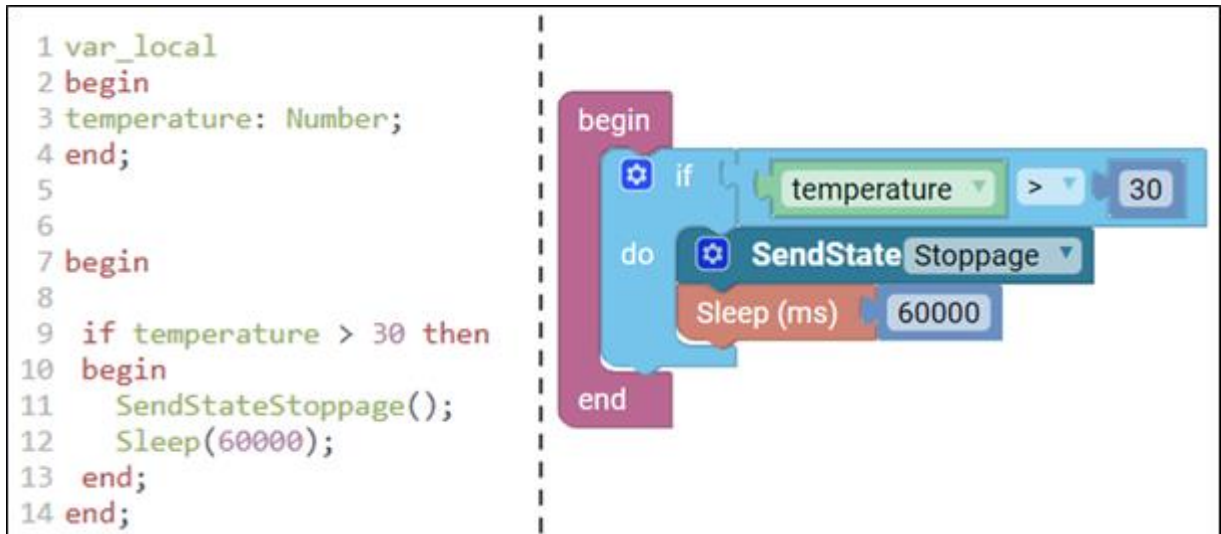 1 var_local
2 begin
3 temperature: Number;
4 end;
5
6
7 begin
8
9 if temperature > 30 then
10 begin
11 SendStateStoppage();
12 Sleep(60000);
13 end;
14 end;
begin
if temperature > 30
do SendState Stoppage
Sleep (ms) 60000
end